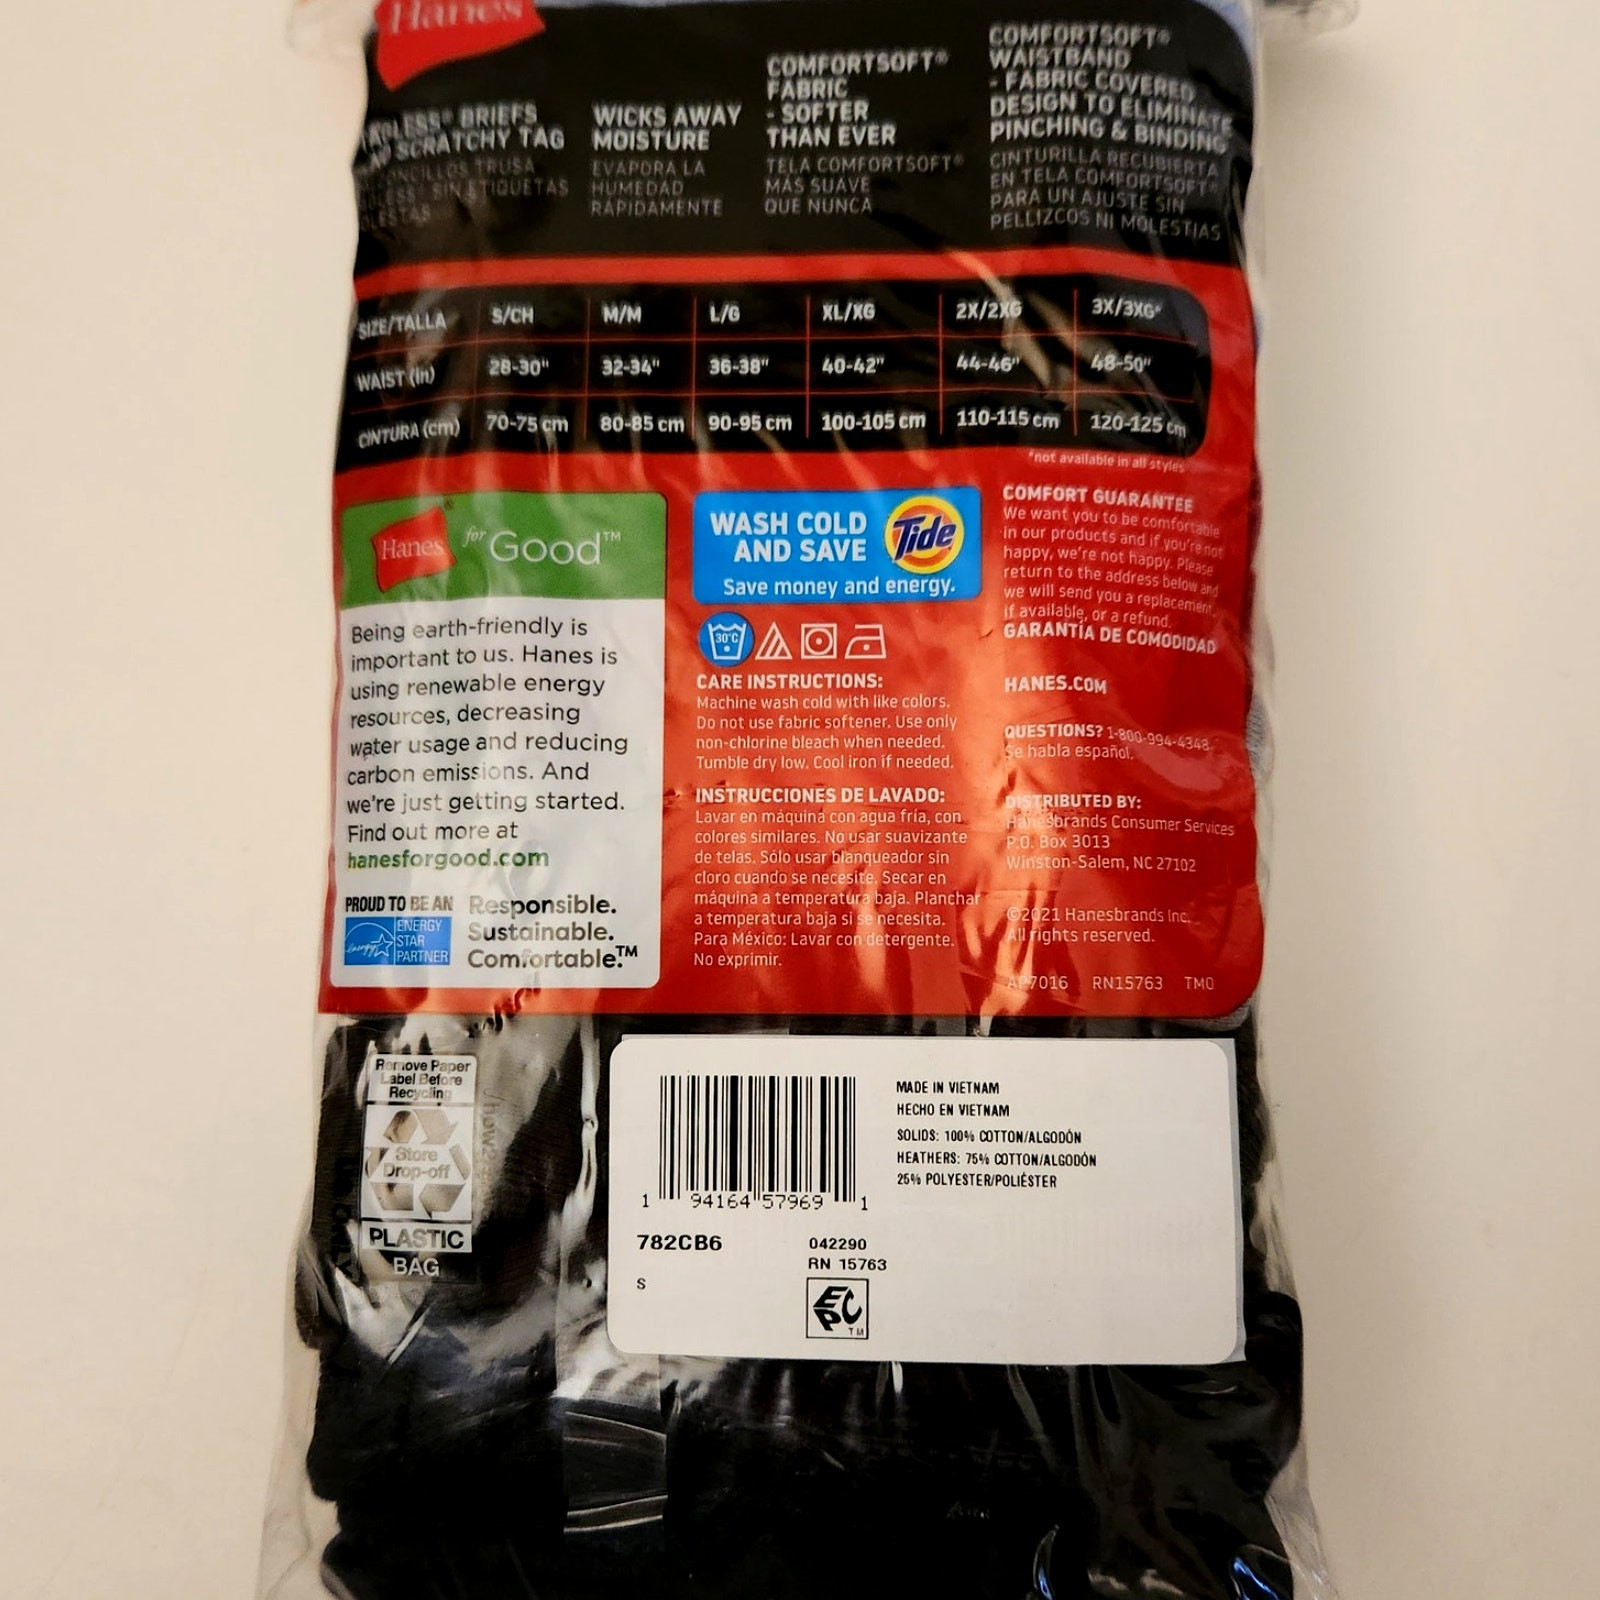 Hanes
BRIEFS
SCRATCHY TAG
TRUSA
SIN ETIQUETAS
WICKS AWAY
MOISTURE
EVAPORA LA
HUMEDAD
RAPIDAMENTE
COMFORTSOFT®
FABRIC
- SOFTER
THAN EVER
TELA COMFORTSOFT®
MÁS SUAVE
QUE NUNCA
COMFORTSOFT®
WAISTBAND
- FABRIC COVERED
DESIGN TO ELIMINATE
PINCHING & BINDING
CINTURILLA RECUBIERTA
EN TELA COMFORTSOFT®
PARA UN AJUSTE SIN
PELLIZCOS NI MOLESTIAS
SIZE/TALLA S/CH M/M L/G XL/XG 2X/2XG 3X/3XG*
WAIST (in) 28-30" 32-34" 36-38" 40-42" 44-46" 48-50"
CINTURA (cm) 70-75 cm 80-85 cm 90-95 cm 100-105 cm 110-115 cm 120-125 cm
*not available in all styles
Hanes® for Good™
Being earth-friendly is
important to us. Hanes is
using renewable energy
resources, decreasing
water usage and reducing
carbon emissions. And
we're just getting started.
Find out more at
hanesforgood.com
PROUD TO BE AN
energy
ENERGY
STAR
PARTNER
Responsible.
Sustainable.
Comfortable.™
WASH COLD
AND SAVE
Tide
Save money and energy.
30°C
CARE INSTRUCTIONS:
Machine wash cold with like colors.
Do not use fabric softener. Use only
non-chlorine bleach when needed.
Tumble dry low. Cool iron if needed.
INSTRUCCIONES DE LAVADO:
Lavar en máquina con agua fría, con
colores similares. No usar suavizante
de telas. Sólo usar blanqueador sin
cloro cuando se necesite. Secar en
máquina a temperatura baja. Planchar
a temperatura baja si se necesita.
Para México: Lavar con detergente.
No exprimir.
COMFORT GUARANTEE
We want you to be comfortable
in our products and if you're not
happy, we're not happy. Please
return to the address below and
we will send you a replacement,
if available, or a refund.
GARANTÍA DE COMODIDAD
HANES.COM
QUESTIONS? 1-800-994-4348
Se habla español.
DISTRIBUTED BY:
Hanesbrands Consumer Services
P.O. Box 3013
Winston-Salem, NC 27102
©2021 Hanesbrands Inc.
All rights reserved.
AP7016 RN15763 TMO
Remove Paper
Label Before
Recycling
Store
Drop-off
PLASTIC
BAG
1 94164 57969 1
782CB6
S
042290
RN 15763
EPC
TM
MADE IN VIETNAM
HECHO EN VIETNAM
SOLIDS: 100% COTTON/ALGODÓN
HEATHERS: 75% COTTON/ALGODÓN
25% POLYESTER/POLIÉSTER